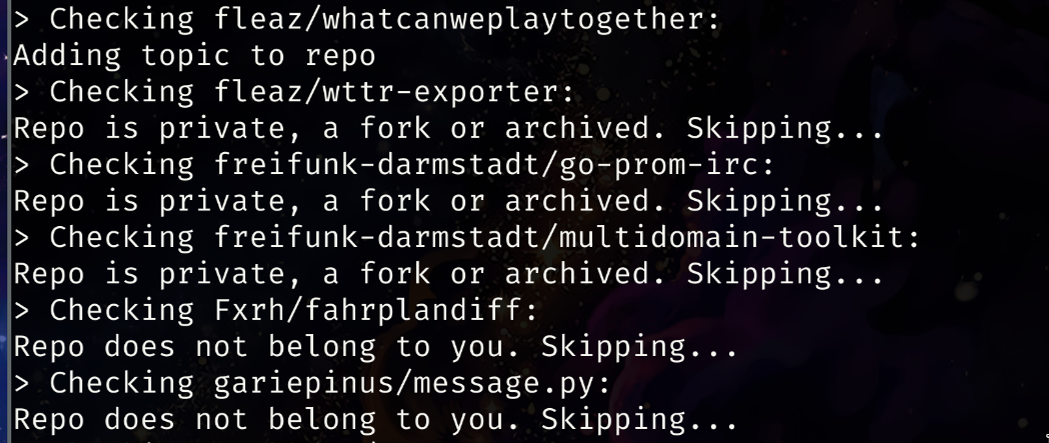 > Checking fleaz/whatcanweplaytogether:
Adding topic to repo
> Checking fleaz/wttr-exporter:
Repo is private, a fork or archived. Skipping...
> Checking freifunk-darmstadt/go-prom-irc:
Repo is private, a fork or archived. Skipping...
> Checking freifunk-darmstadt/multidomain-toolkit:
Repo is private, a fork or archived. Skipping...
> Checking Fxrh/fahrplandiff:
Repo does not belong to you. Skipping...
> Checking gariepinus/message.py:
Repo does not belong to you. Skipping...